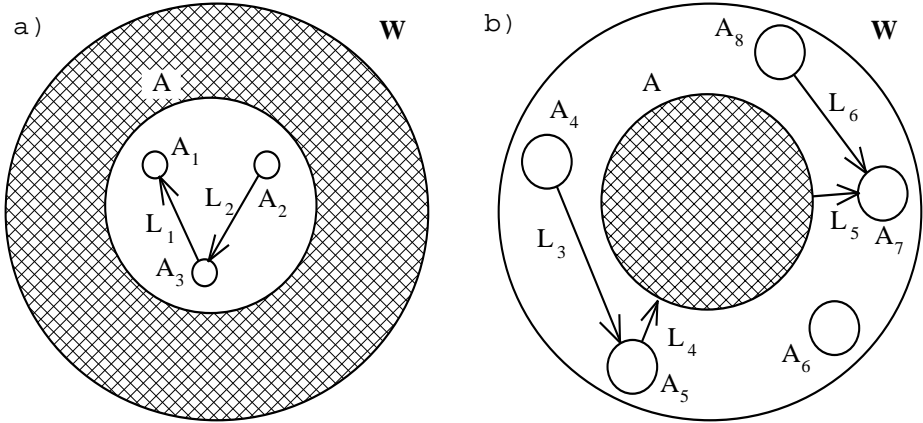 a)
W
A
A₁
A₂
L₁
L₂
A₃
b)
A₈
W
A
A₄
L₆
L₃
L₅
A₇
L₄
A₆
A₅